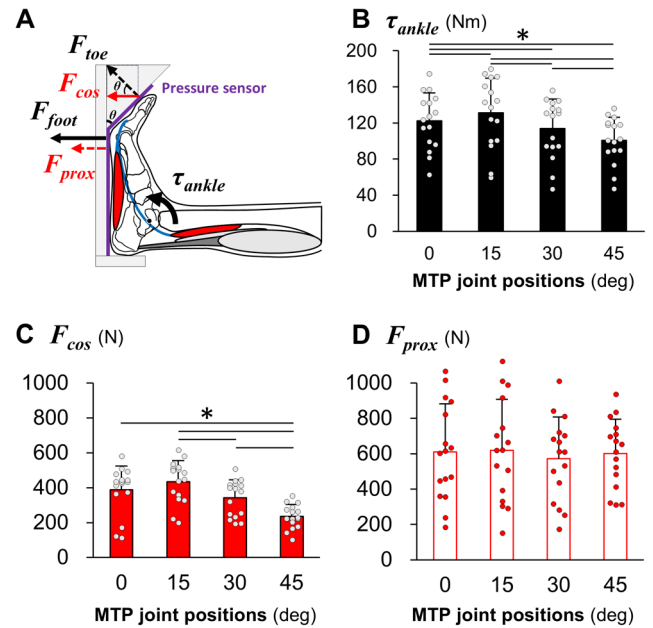 A
F_toe
F_cos
θ
θ
Pressure sensor
F_foot
F_prox
τ_ankle
B τ_ankle (Nm)
*
200
160
120
80
40
0
0 15 30 45
MTP joint positions (deg)
C F_cos (N)
1000
800
600
400
200
0
*
0 15 30 45
MTP joint positions (deg)
D F_prox (N)
1000
800
600
400
200
0
0 15 30 45
MTP joint positions (deg)